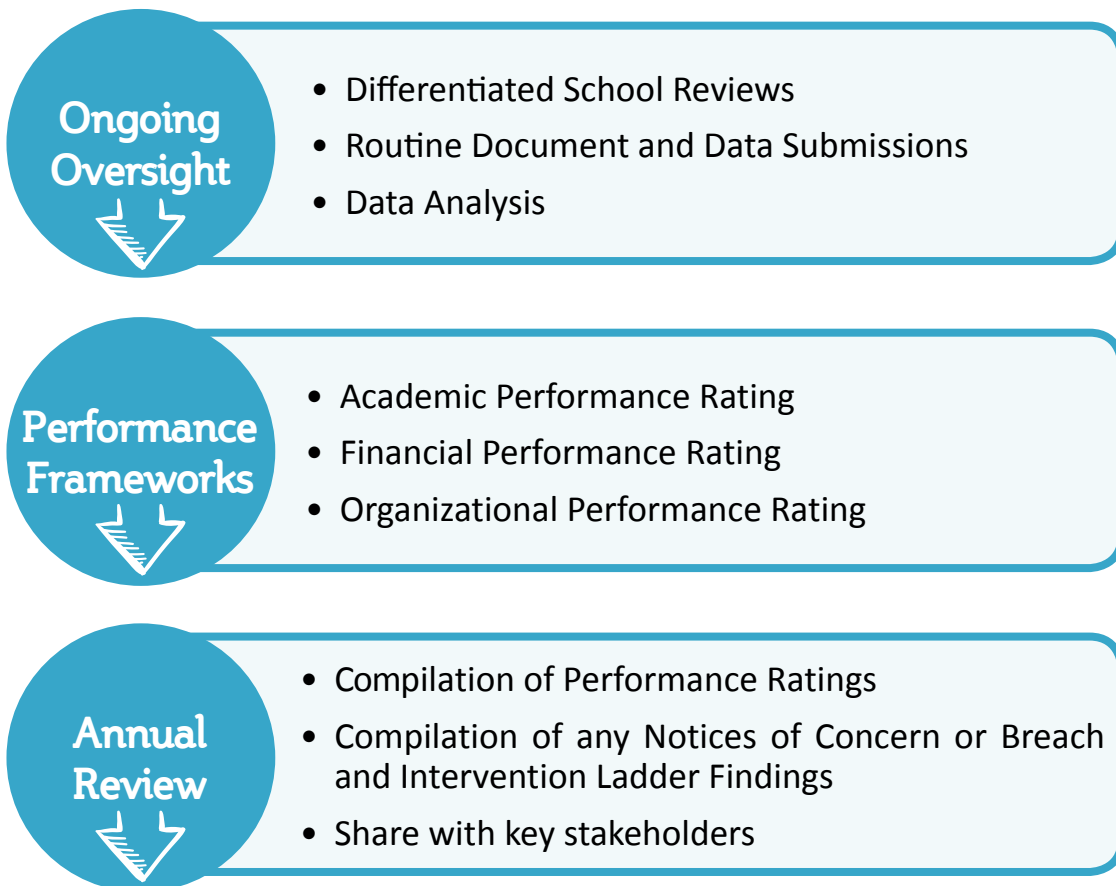 Ongoing
Oversight
• Differentiated School Reviews
• Routine Document and Data Submissions
• Data Analysis
Performance
Frameworks
• Academic Performance Rating
• Financial Performance Rating
• Organizational Performance Rating
Annual
Review
• Compilation of Performance Ratings
• Compilation of any Notices of Concern or Breach
and Intervention Ladder Findings
• Share with key stakeholders